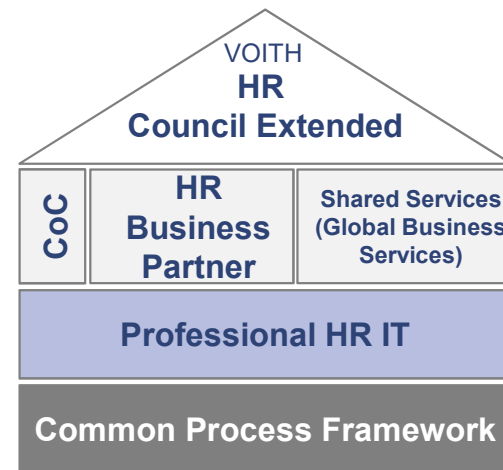 VOITH
HR
Council Extended
CoC
HR
Business
Partner
Shared Services
(Global Business
Services)
Professional HR IT
Common Process Framework